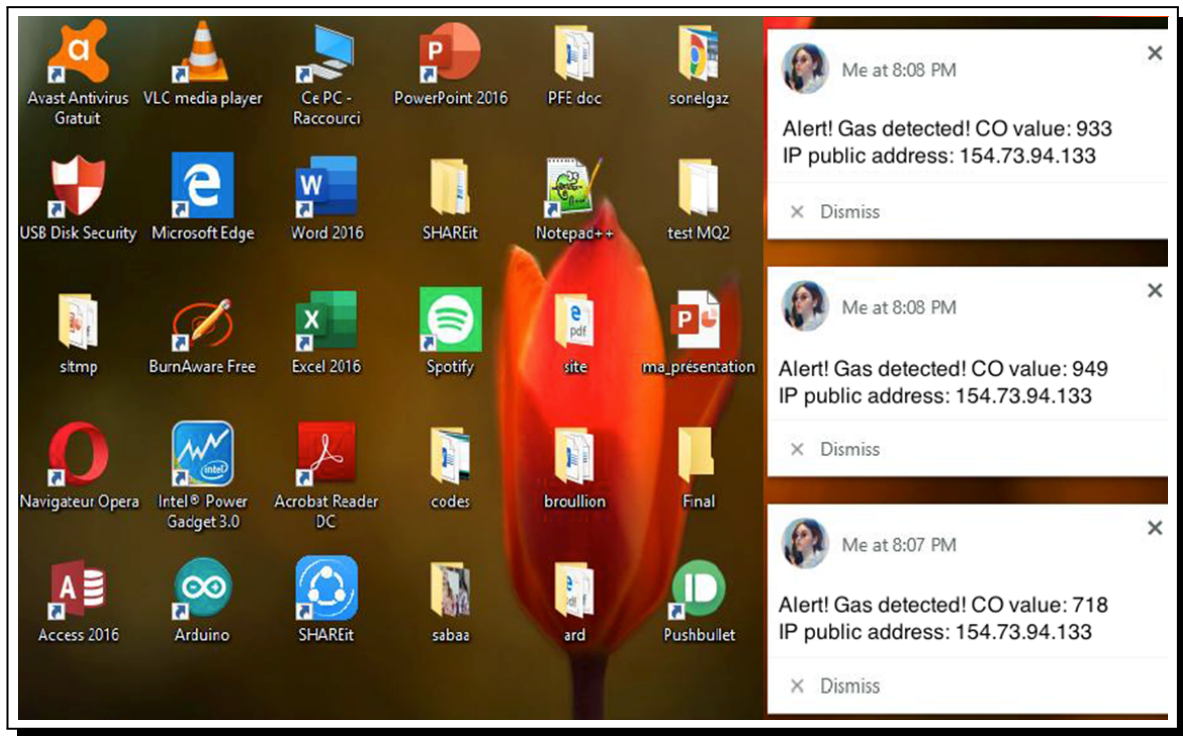 Avast Antivirus
Gratuit
VLC media player
Ce PC -
Raccourci
PowerPoint 2016
PFE doc
sonelgaz
USB Disk Security
Microsoft Edge
Word 2016
SHAREit
Notepad++
test MQ2
sltmp
BurnAware Free
Excel 2016
Spotify
site
ma_présentation
Navigateur Opera
Intel® Power
Gadget 3.0
Acrobat Reader
DC
codes
broullion
Final
Access 2016
Arduino
SHAREit
sabaa
ard
Pushbullet
Me at 8:08 PM
Alert! Gas detected! CO value: 933
IP public address: 154.73.94.133
Dismiss
Me at 8:08 PM
Alert! Gas detected! CO value: 949
IP public address: 154.73.94.133
Dismiss
Me at 8:07 PM
Alert! Gas detected! CO value: 718
IP public address: 154.73.94.133
Dismiss